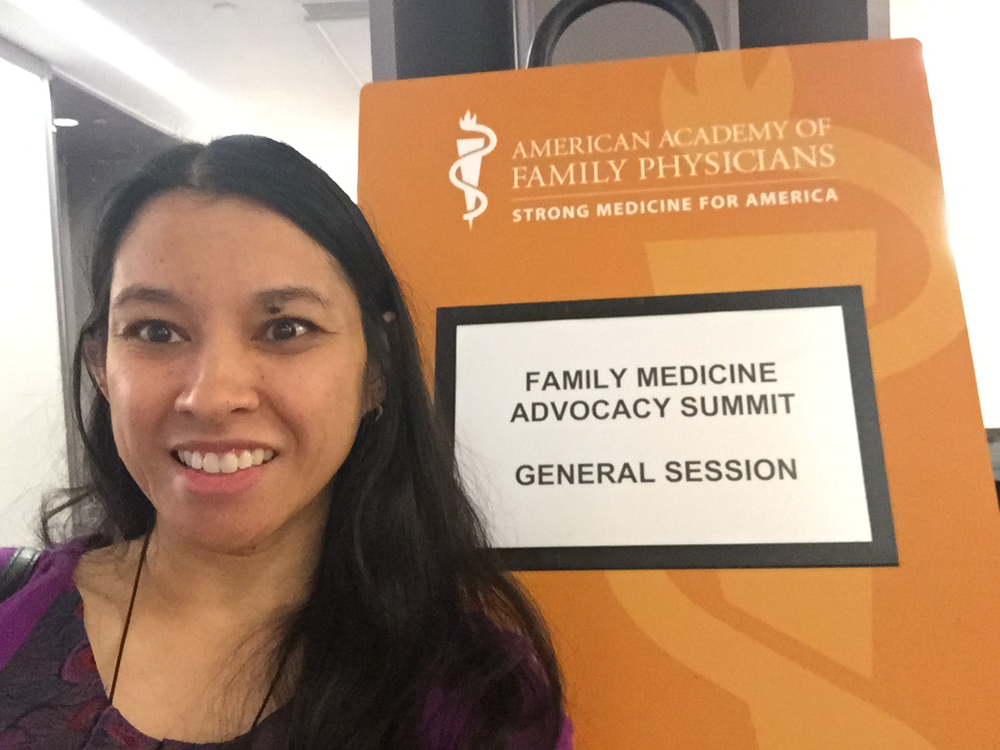 AMERICAN ACADEMY OF
FAMILY PHYSICIANS
STRONG MEDICINE FOR AMERICA
FAMILY MEDICINE
ADVOCACY SUMMIT
GENERAL SESSION